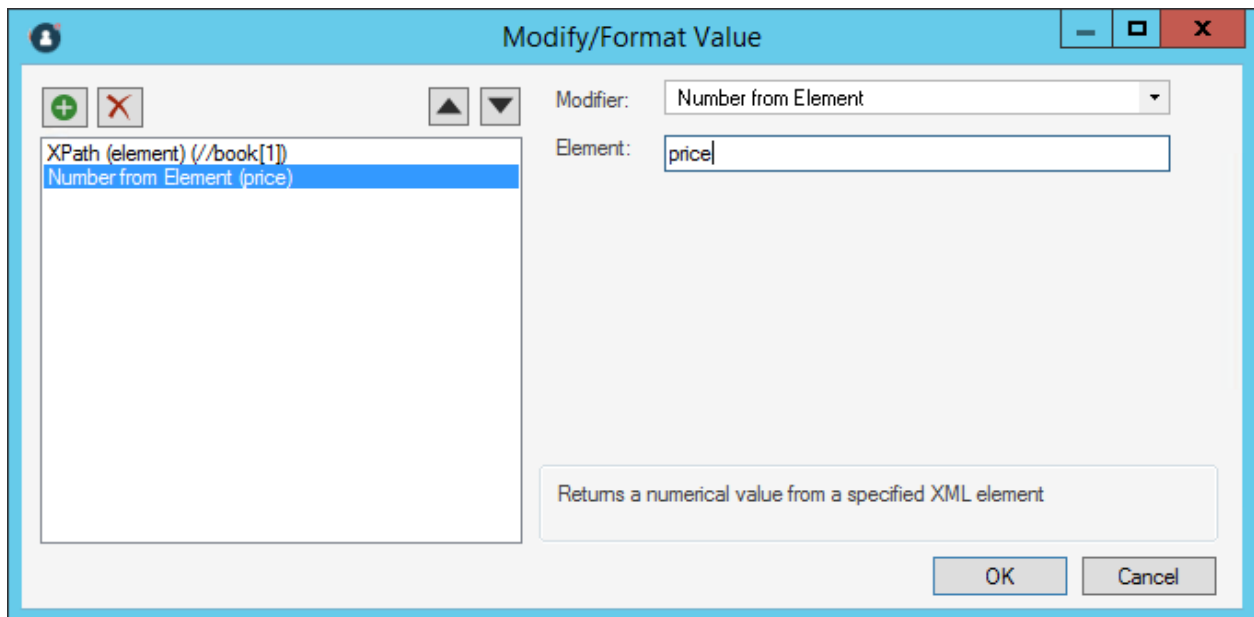 Modify/Format Value
X
Modifier:
Number from Element
XPath (element) (//book[1])
Number from Element (price)
Element:
price
Returns a numerical value from a specified XML element
OK
Cancel